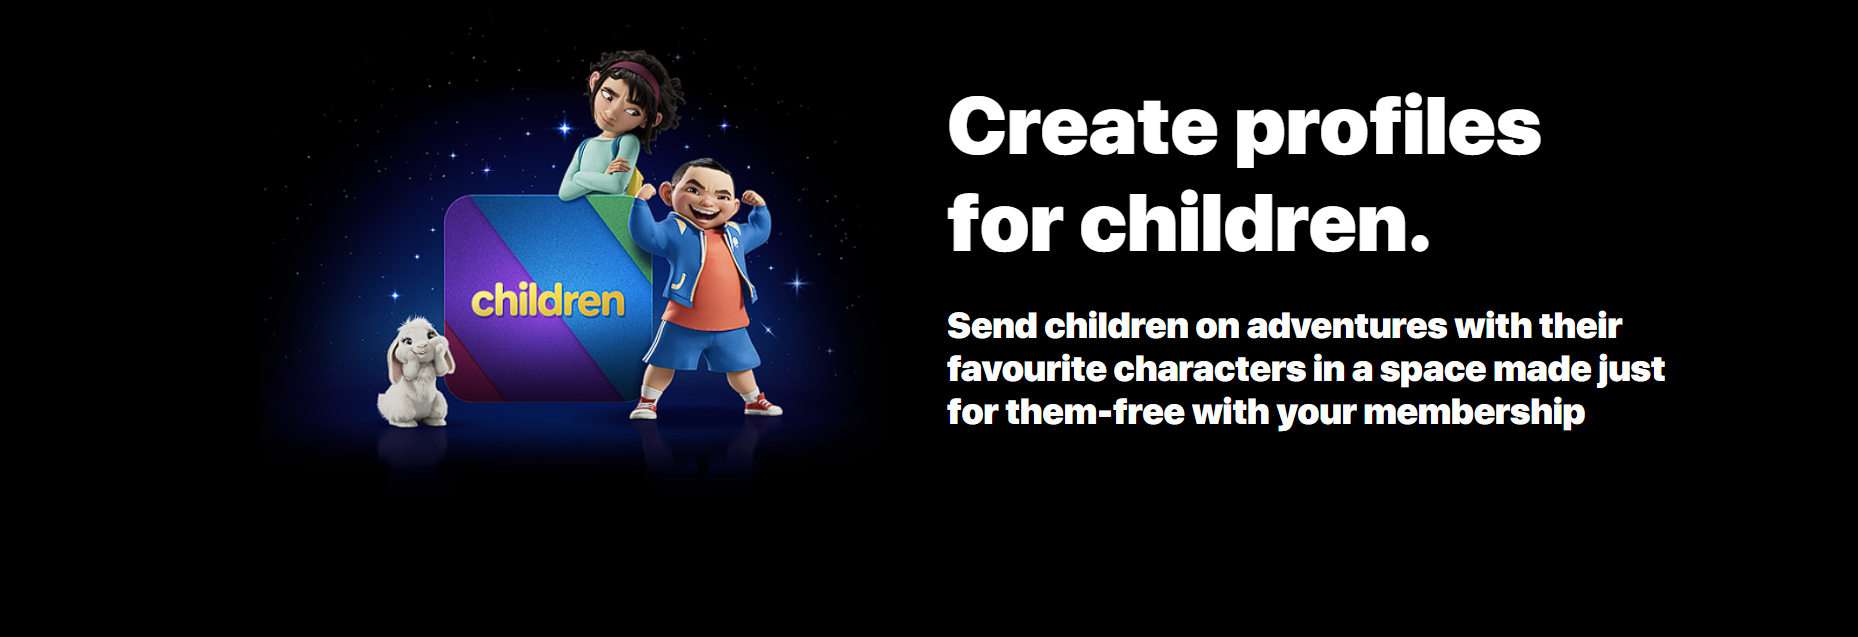 children
Create profiles
for children.
Send children on adventures with their
favourite characters in a space made just
for them-free with your membership